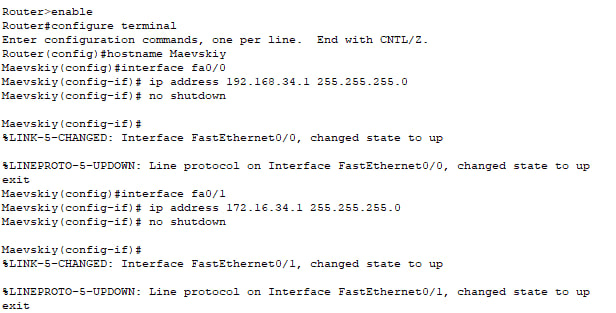 Router>enable
Router#configure terminal
Enter configuration commands, one per line.  End with CNTL/Z.
Router(config)#hostname Maevskiy
Maevskiy(config)#interface fa0/0
Maevskiy(config-if)# ip address 192.168.34.1 255.255.255.0
Maevskiy(config-if)# no shutdown
Maevskiy(config-if)#
%LINK-5-CHANGED: Interface FastEthernet0/0, changed state to up
%LINEPROTO-5-UPDOWN: Line protocol on Interface FastEthernet0/0, changed state to up
exit
Maevskiy(config)#interface fa0/1
Maevskiy(config-if)# ip address 172.16.34.1 255.255.255.0
Maevskiy(config-if)# no shutdown
Maevskiy(config-if)#
%LINK-5-CHANGED: Interface FastEthernet0/1, changed state to up
%LINEPROTO-5-UPDOWN: Line protocol on Interface FastEthernet0/1, changed state to up
exit